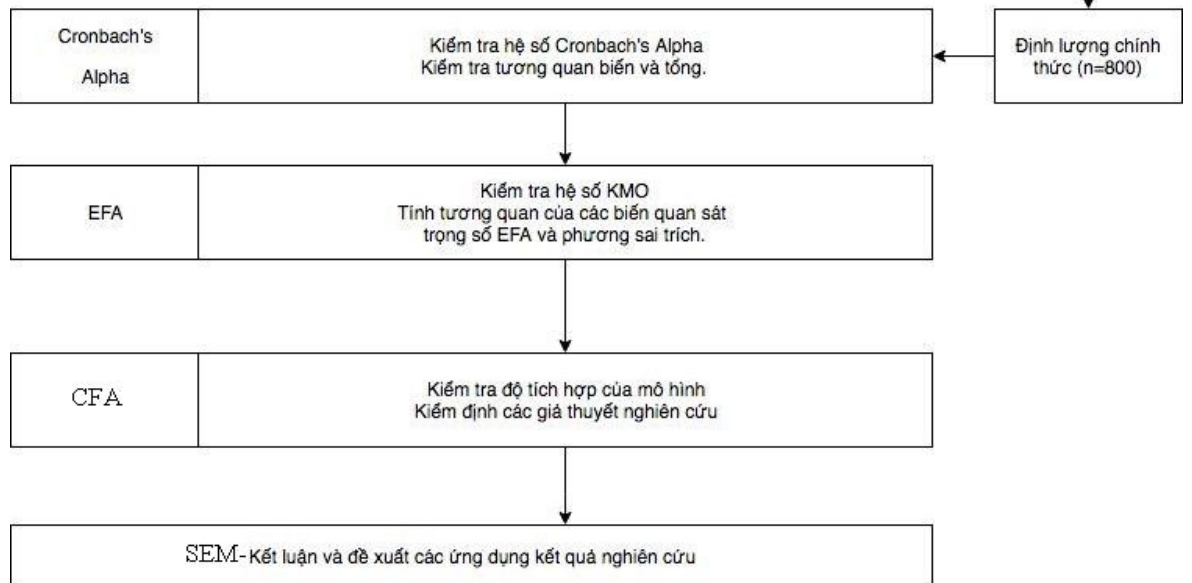 Cronbach's
Alpha
Kiểm tra hệ số Cronbach's Alpha
Kiểm tra tương quan biến và tổng.
Định lượng chính
thức (n=800)
EFA
Kiểm tra hệ số KMO
Tính tương quan của các biến quan sát
trọng số EFA và phương sai trích.
CFA
Kiểm tra độ tích hợp của mô hình
Kiểm định các giả thuyết nghiên cứu
SEM-Kết luận và đề xuất các ứng dụng kết quả nghiên cứu